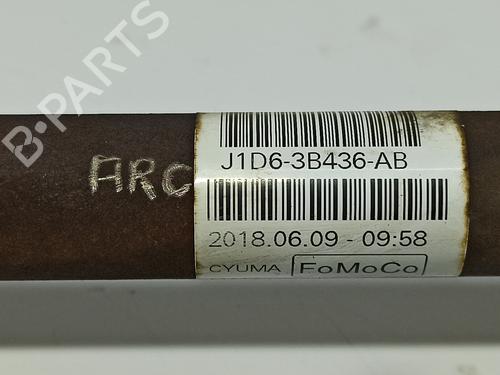 B-PARTS
ARC
J1D6-3B436-AB
2018.06.09 - 09:58
CYUMA FoMoCo